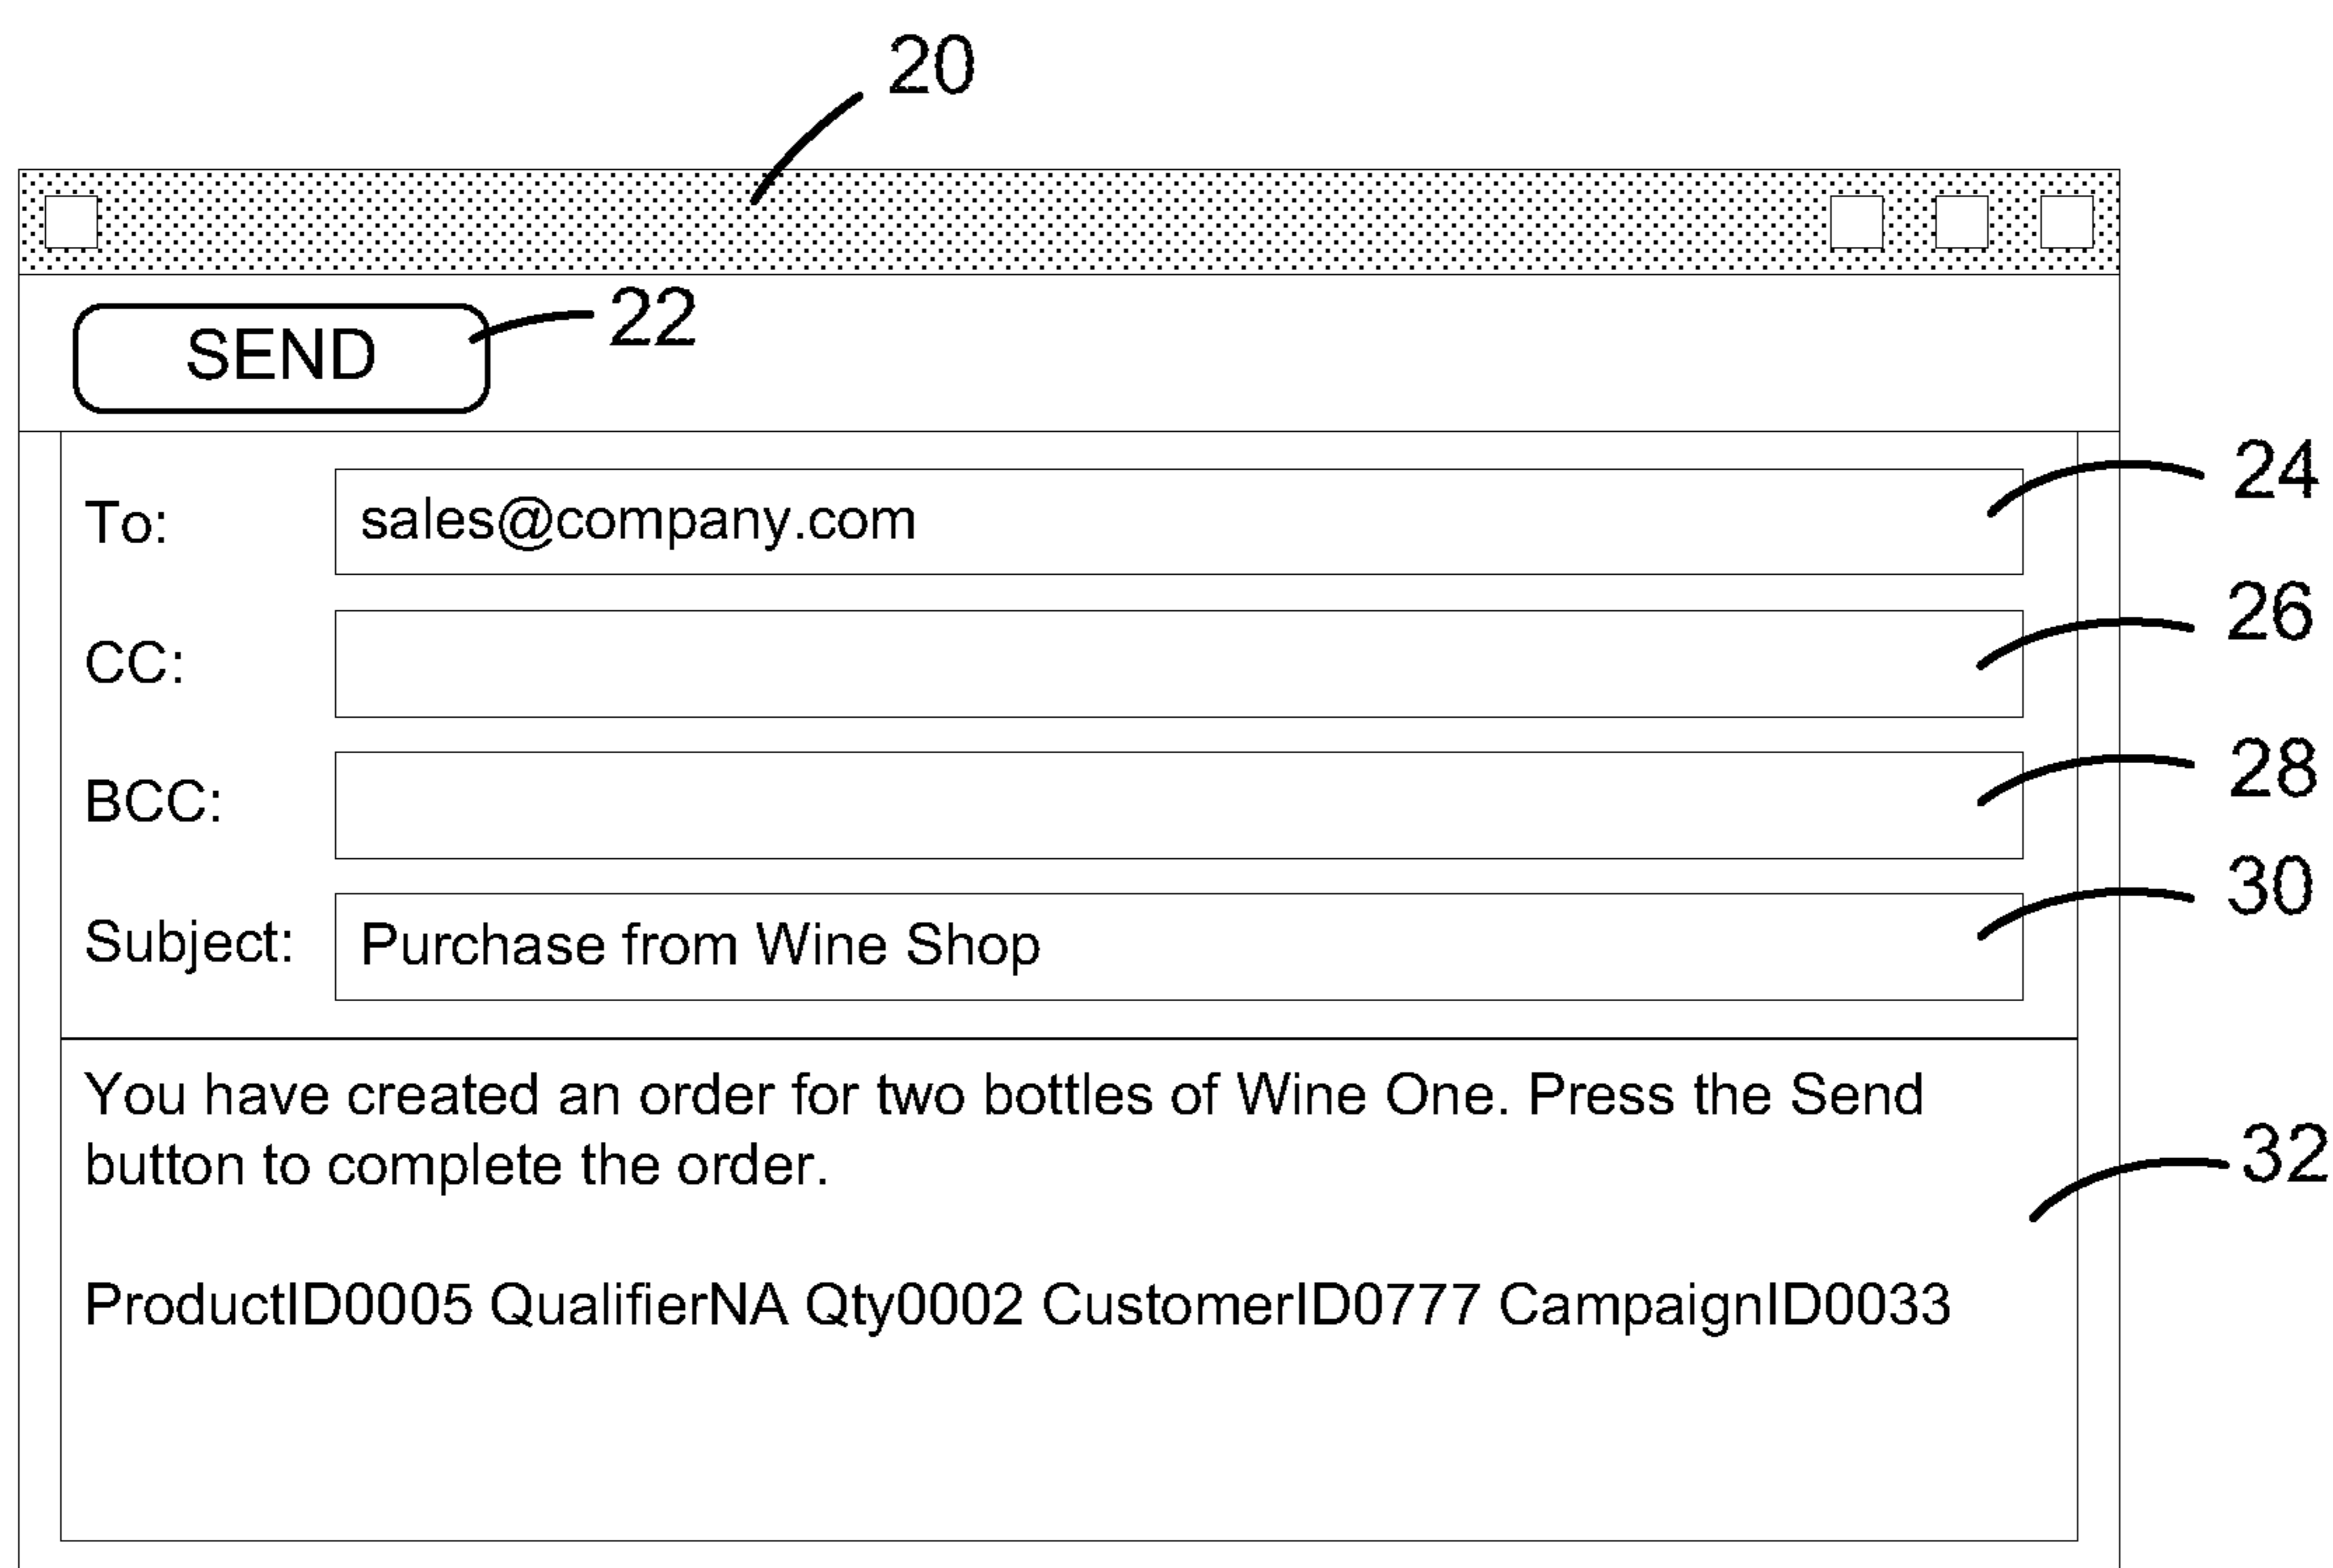 20
SEND 22
To: sales@company.com 24
CC: 26
BCC: 28
Subject: Purchase from Wine Shop 30
You have created an order for two bottles of Wine One. Press the Send
button to complete the order. 32
ProductID0005 QualifierNA Qty0002 CustomerID0777 CampaignID0033